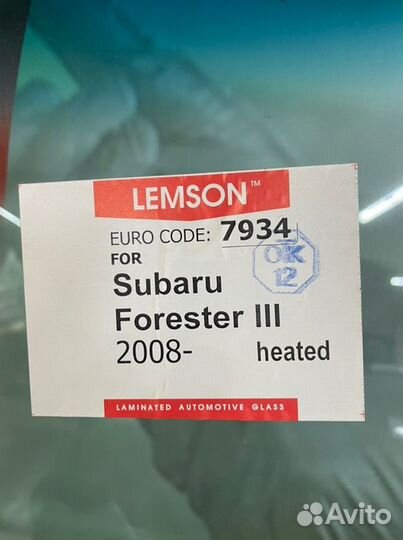 LEMSON™
EURO CODE: 7934
FOR
OK
12
Subaru
Forester III
2008- heated
LAMINATED AUTOMOTIVE GLASS
Avito